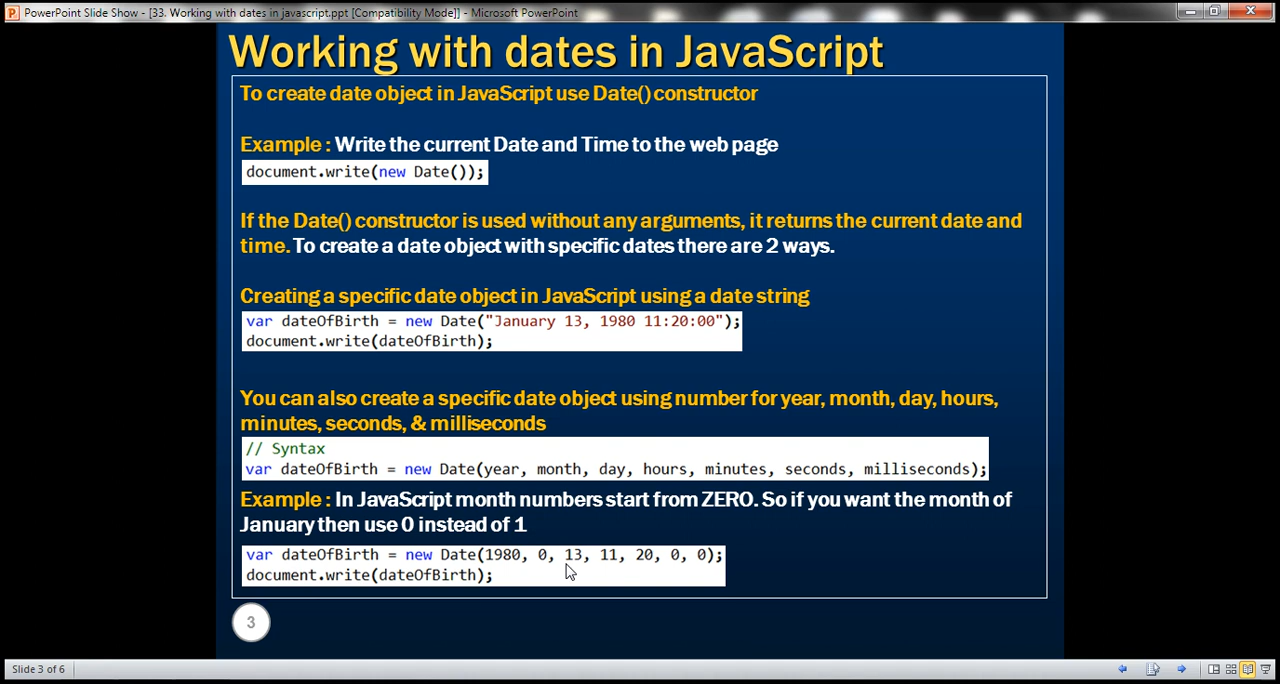 PowerPoint Slide Show - [33. Working with dates in javascript.ppt [Compatibility Mode]] - Microsoft PowerPoint
Working with dates in JavaScript
To create date object in JavaScript use Date() constructor
Example : Write the current Date and Time to the web page
document.write(new Date());
If the Date() constructor is used without any arguments, it returns the current date and
time. To create a date object with specific dates there are 2 ways.
Creating a specific date object in JavaScript using a date string
var dateOfBirth = new Date("January 13, 1980 11:20:00");
document.write(dateOfBirth);
You can also create a specific date object using number for year, month, day, hours,
minutes, seconds, & milliseconds
// Syntax
var dateOfBirth = new Date(year, month, day, hours, minutes, seconds, milliseconds);
Example : In JavaScript month numbers start from ZERO. So if you want the month of
January then use 0 instead of 1
var dateOfBirth = new Date(1980, 0, 13, 11, 20, 0, 0);
document.write(dateOfBirth);
3
Slide 3 of 6